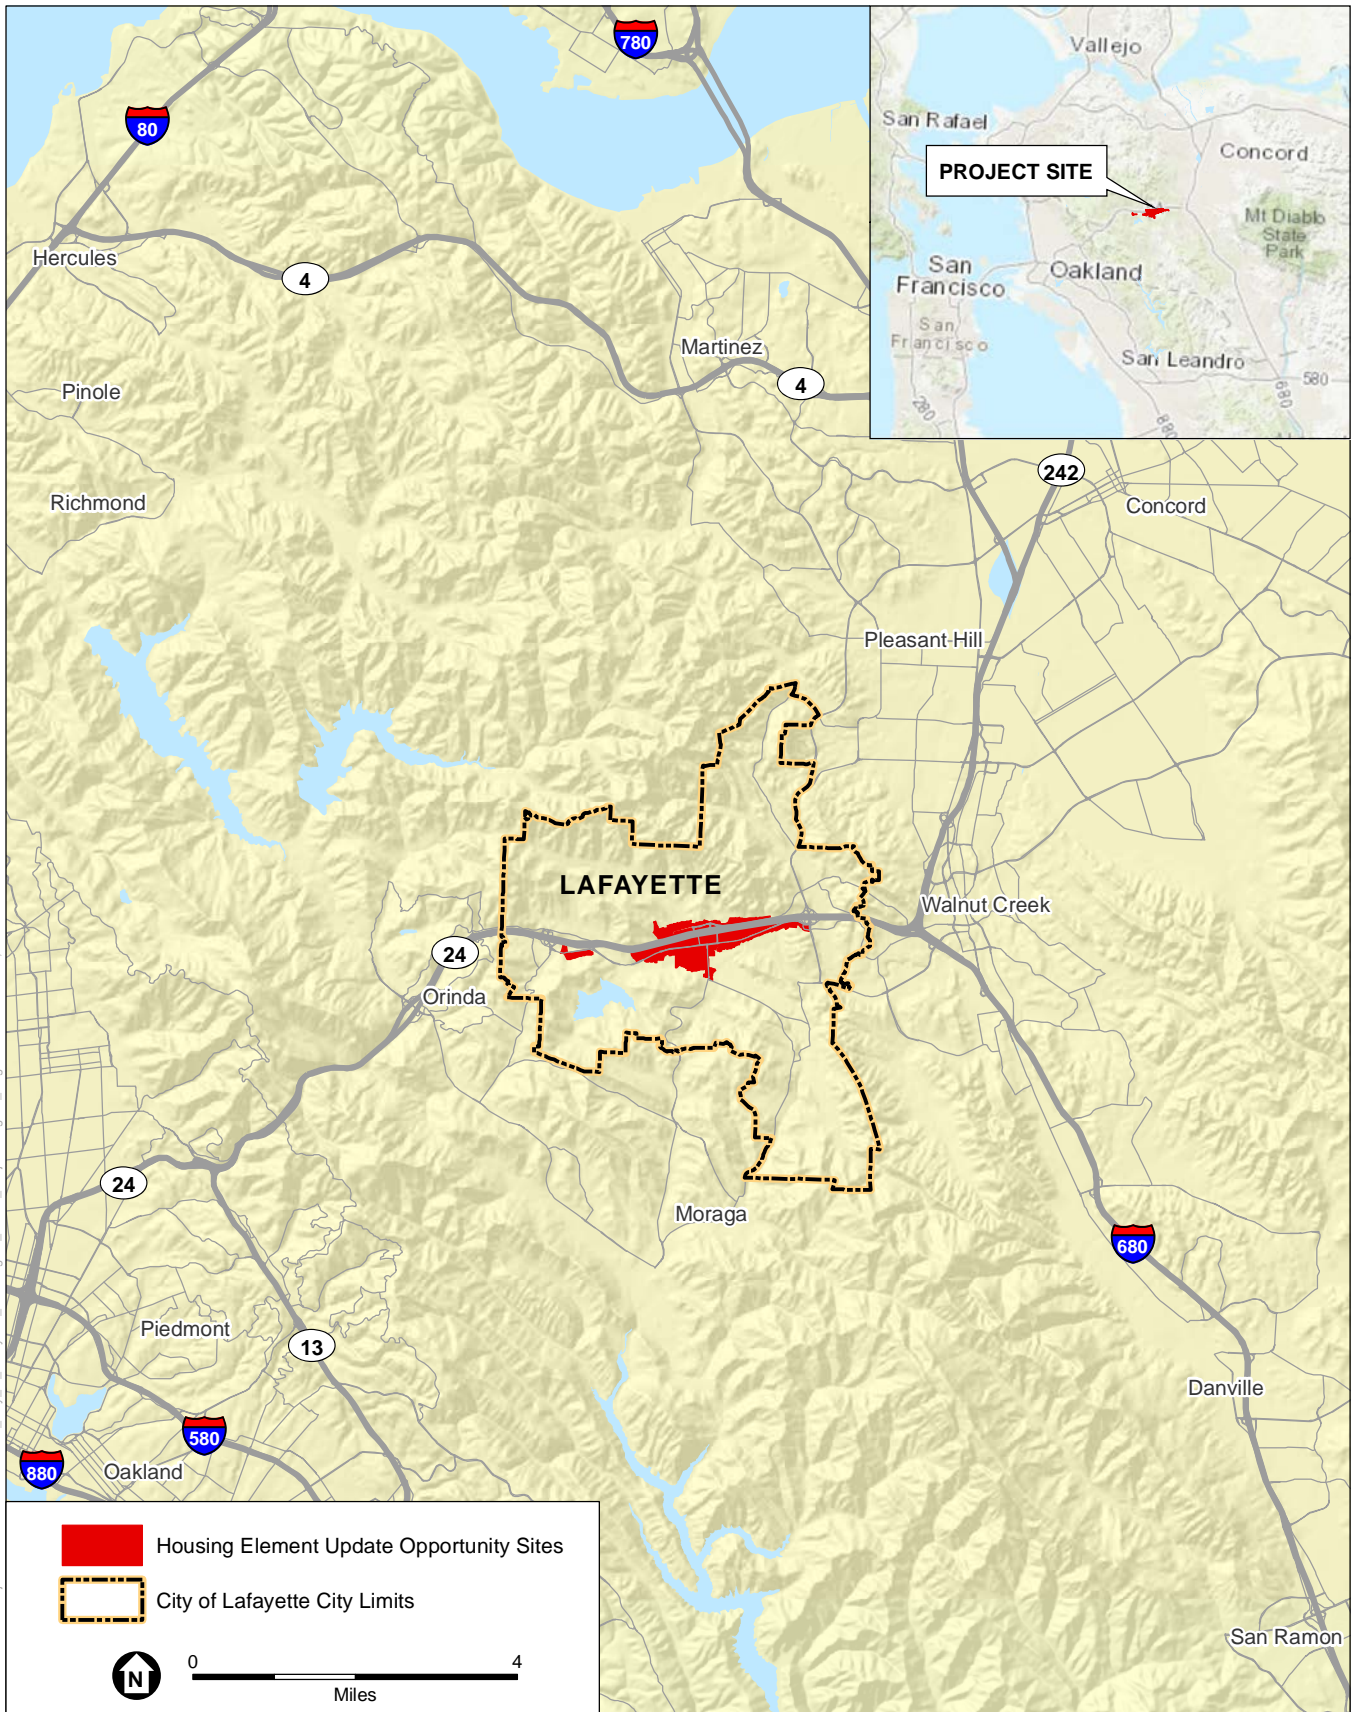 780
80
Hercules
4
Martinez
4
Pinole
Richmond
Vallejo
San Rafael
Concord
PROJECT SITE
Mt Diablo
State
Park
San
Francisco
Oakland
San
Francisco
San Leandro
580
680
280
880
242
Concord
Pleasant Hill
LAFAYETTE
Walnut Creek
24
Orinda
24
Moraga
680
Piedmont
13
Danville
580
880
Oakland
San Ramon
Housing Element Update Opportunity Sites
City of Lafayette City Limits
N
0 4
Miles